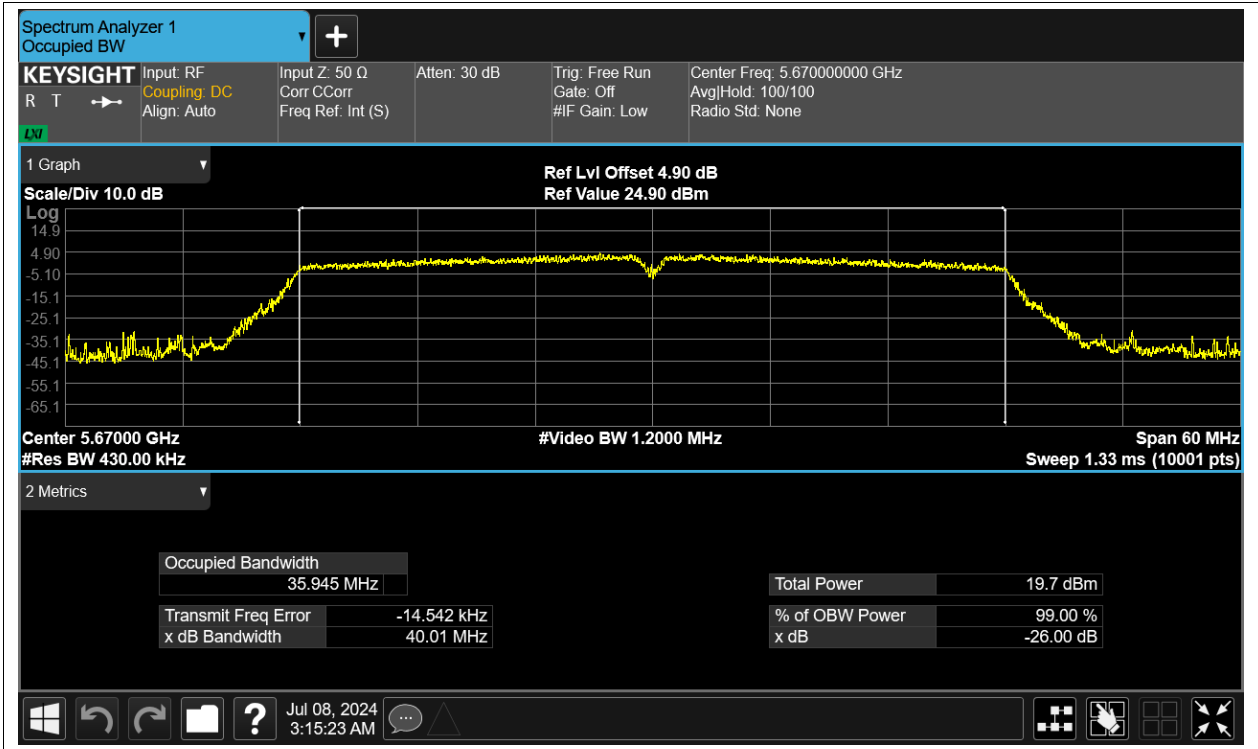 Spectrum Analyzer 1
Occupied BW
KEYSIGHT
R T
LXI
Input: RF
Coupling: DC
Align: Auto
Input Z: 50 Ω
Corr CCorr
Freq Ref: Int (S)
Atten: 30 dB
Trig: Free Run
Gate: Off
#IF Gain: Low
Center Freq: 5.670000000 GHz
Avg|Hold: 100/100
Radio Std: None
1 Graph
Scale/Div 10.0 dB
Ref Lvl Offset 4.90 dB
Ref Value 24.90 dBm
Log
14.9
4.90
-5.10
-15.1
-25.1
-35.1
-45.1
-55.1
-65.1
Center 5.67000 GHz
#Video BW 1.2000 MHz
Span 60 MHz
#Res BW 430.00 kHz
Sweep 1.33 ms (10001 pts)
2 Metrics
Occupied Bandwidth
35.945 MHz
Transmit Freq Error -14.542 kHz
x dB Bandwidth 40.01 MHz
Total Power 19.7 dBm
% of OBW Power 99.00 %
x dB -26.00 dB
?
Jul 08, 2024
3:15:23 AM